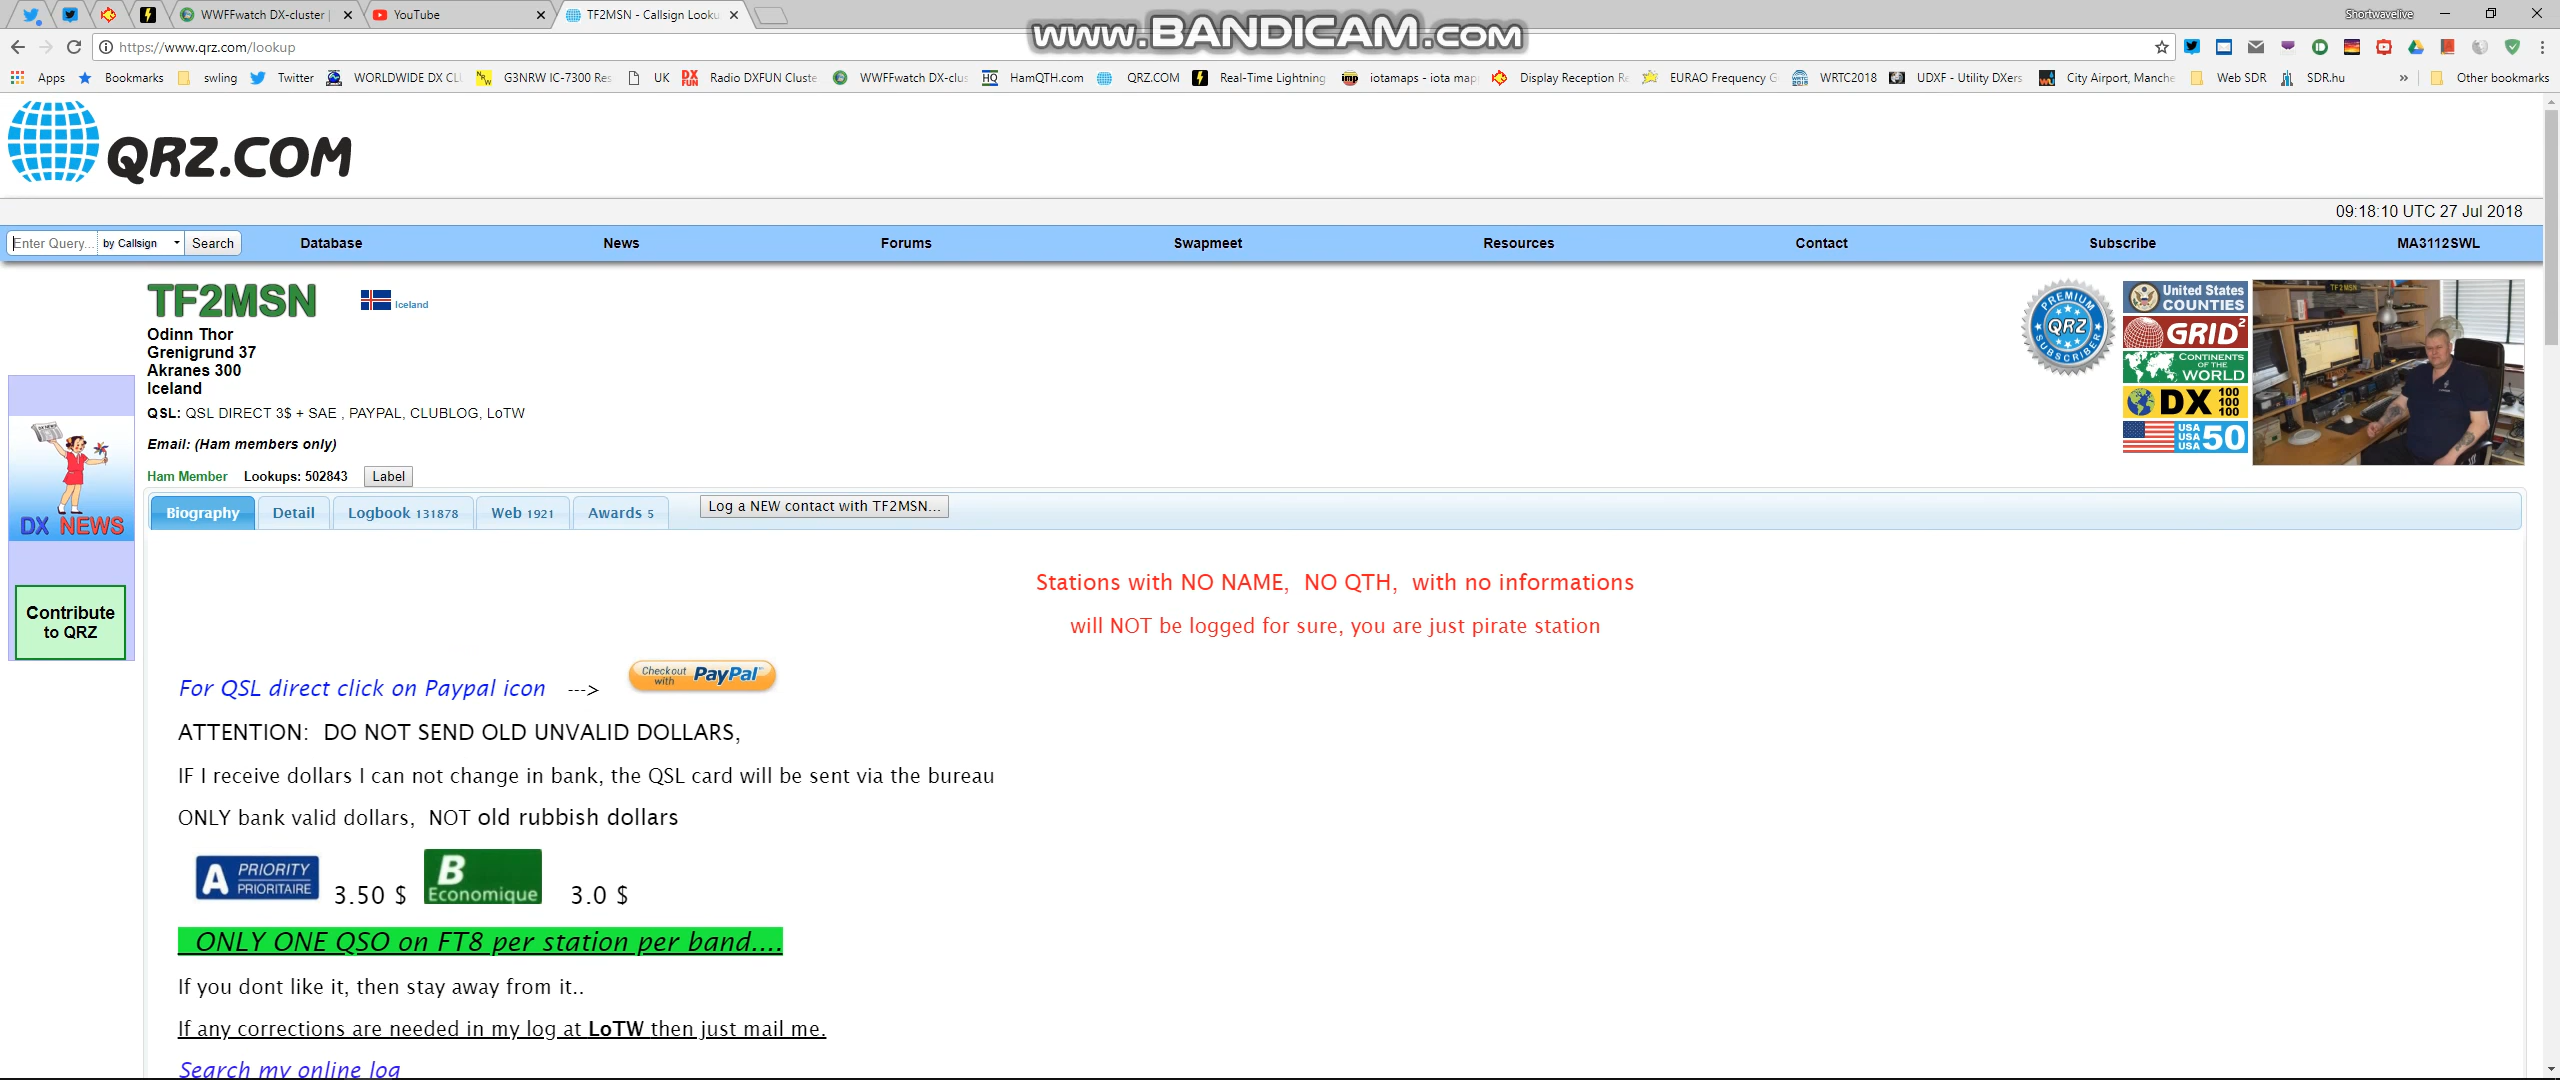 WWFFwatch DX-cluster |
YouTube
TF2MSN - Callsign Looku
Shortwavelive
www.BANDICAM.com
https://www.qrz.com/lookup
Apps
Bookmarks
swling
Twitter
WORLDWIDE DX CLU
G3NRW IC-7300 Res
UK
DX FUN
Radio DXFUN Cluste
WWFFwatch DX-clus
HQ
HamQTH.com
QRZ.COM
Real-Time Lightning
iotamaps - iota map
Display Reception Re
EURAO Frequency G
WRTC2018
UDXF - Utility DXers
City Airport, Manche
Web SDR
SDR.hu
»
Other bookmarks
QRZ.COM
09:18:10 UTC 27 Jul 2018
Enter Query...
by Callsign
Search
Database
News
Forums
Swapmeet
Resources
Contact
Subscribe
MA3112SWL
TF2MSN
Iceland
Odinn Thor
Grenigrund 37
Akranes 300
Iceland
QSL: QSL DIRECT 3$ + SAE , PAYPAL, CLUBLOG, LoTW
Email: (Ham members only)
Ham Member
Lookups: 502843
Label
PREMIUM
QRZ
SUBSCRIBER
United States
COUNTIES
GRID²
CONTINENTS
OF THE
WORLD
DX 100 100 100
USA USA USA 50
TF2MSN
DX NEWS
DX NEWS
Contribute
to QRZ
Biography
Detail
Logbook 131878
Web 1921
Awards 5
Log a NEW contact with TF2MSN...
Stations with NO NAME, NO QTH, with no informations
will NOT be logged for sure, you are just pirate station
For QSL direct click on Paypal icon --->
Checkout with PayPal
ATTENTION: DO NOT SEND OLD UNVALID DOLLARS,
IF I receive dollars I can not change in bank, the QSL card will be sent via the bureau
ONLY bank valid dollars, NOT old rubbish dollars
A PRIORITY
PRIORITAIRE
3.50 $
B
Economique
3.0 $
ONLY ONE QSO on FT8 per station per band....
If you dont like it, then stay away from it..
If any corrections are needed in my log at LoTW then just mail me.
Search my online log